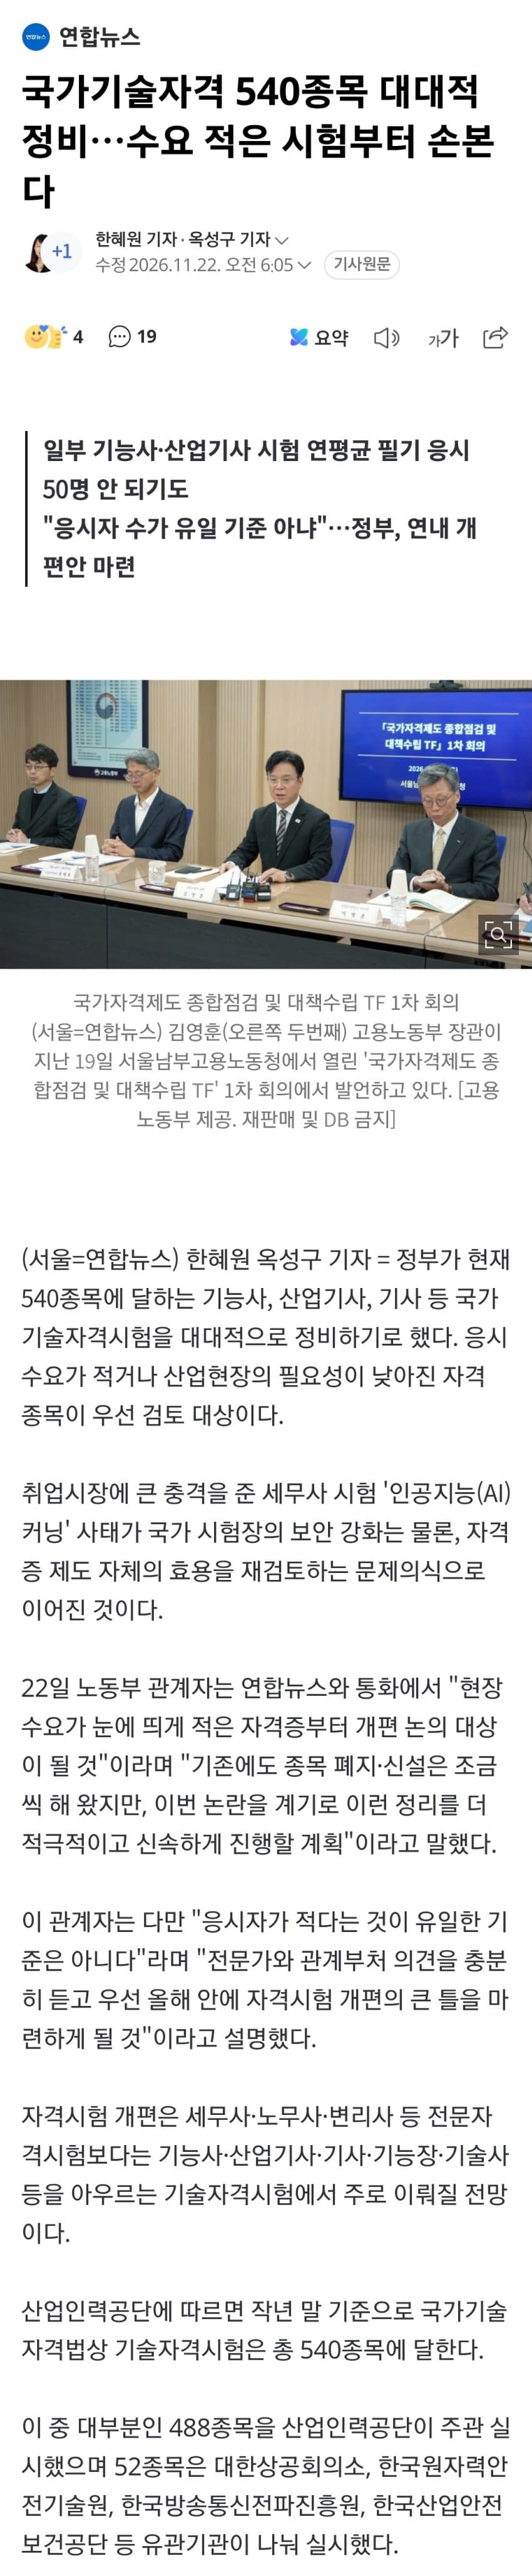 연합뉴스
연합뉴스
국가기술자격 540종목 대대적
정비…수요 적은 시험부터 손본
다
+1
한혜원 기자·옥성구 기자
수정 2026.11.22. 오전 6:05
기사원문
4
19
요약
가가
일부 기능사·산업기사 시험 연평균 필기 응시
50명 안 되기도
"응시자 수가 유일 기준 아냐"…정부, 연내 개
편안 마련
「국가자격제도 종합점검 및
대책수립 TF」 1차 회의
고용노동부
국가자격제도 종합점검 및 대책수립 TF 1차 회의
(서울=연합뉴스) 김영훈(오른쪽 두번째) 고용노동부 장관이
지난 19일 서울남부고용노동청에서 열린 '국가자격제도 종
합점검 및 대책수립 TF' 1차 회의에서 발언하고 있다. [고용
노동부 제공. 재판매 및 DB 금지]
(서울=연합뉴스) 한혜원 옥성구 기자 = 정부가 현재
540종목에 달하는 기능사, 산업기사, 기사 등 국가
기술자격시험을 대대적으로 정비하기로 했다. 응시
수요가 적거나 산업현장의 필요성이 낮아진 자격
종목이 우선 검토 대상이다.
취업시장에 큰 충격을 준 세무사 시험 '인공지능(AI)
커닝' 사태가 국가 시험장의 보안 강화는 물론, 자격
증 제도 자체의 효용을 재검토하는 문제의식으로
이어진 것이다.
22일 노동부 관계자는 연합뉴스와 통화에서 "현장
수요가 눈에 띄게 적은 자격증부터 개편 논의 대상
이 될 것"이라며 "기존에도 종목 폐지·신설은 조금
씩 해 왔지만, 이번 논란을 계기로 이런 정리를 더
적극적이고 신속하게 진행할 계획"이라고 말했다.
이 관계자는 다만 "응시자가 적다는 것이 유일한 기
준은 아니다"라며 "전문가와 관계부처 의견을 충분
히 듣고 우선 올해 안에 자격시험 개편의 큰 틀을 마
련하게 될 것"이라고 설명했다.
자격시험 개편은 세무사·노무사·변리사 등 전문자
격시험보다는 기능사·산업기사·기사·기능장·기술사
등을 아우르는 기술자격시험에서 주로 이뤄질 전망
이다.
산업인력공단에 따르면 작년 말 기준으로 국가기술
자격법상 기술자격시험은 총 540종목에 달한다.
이 중 대부분인 488종목을 산업인력공단이 주관 실
시했으며 52종목은 대한상공회의소, 한국원자력안
전기술원, 한국방송통신전파진흥원, 한국산업안전
보건공단 등 유관기관이 나눠 실시했다.